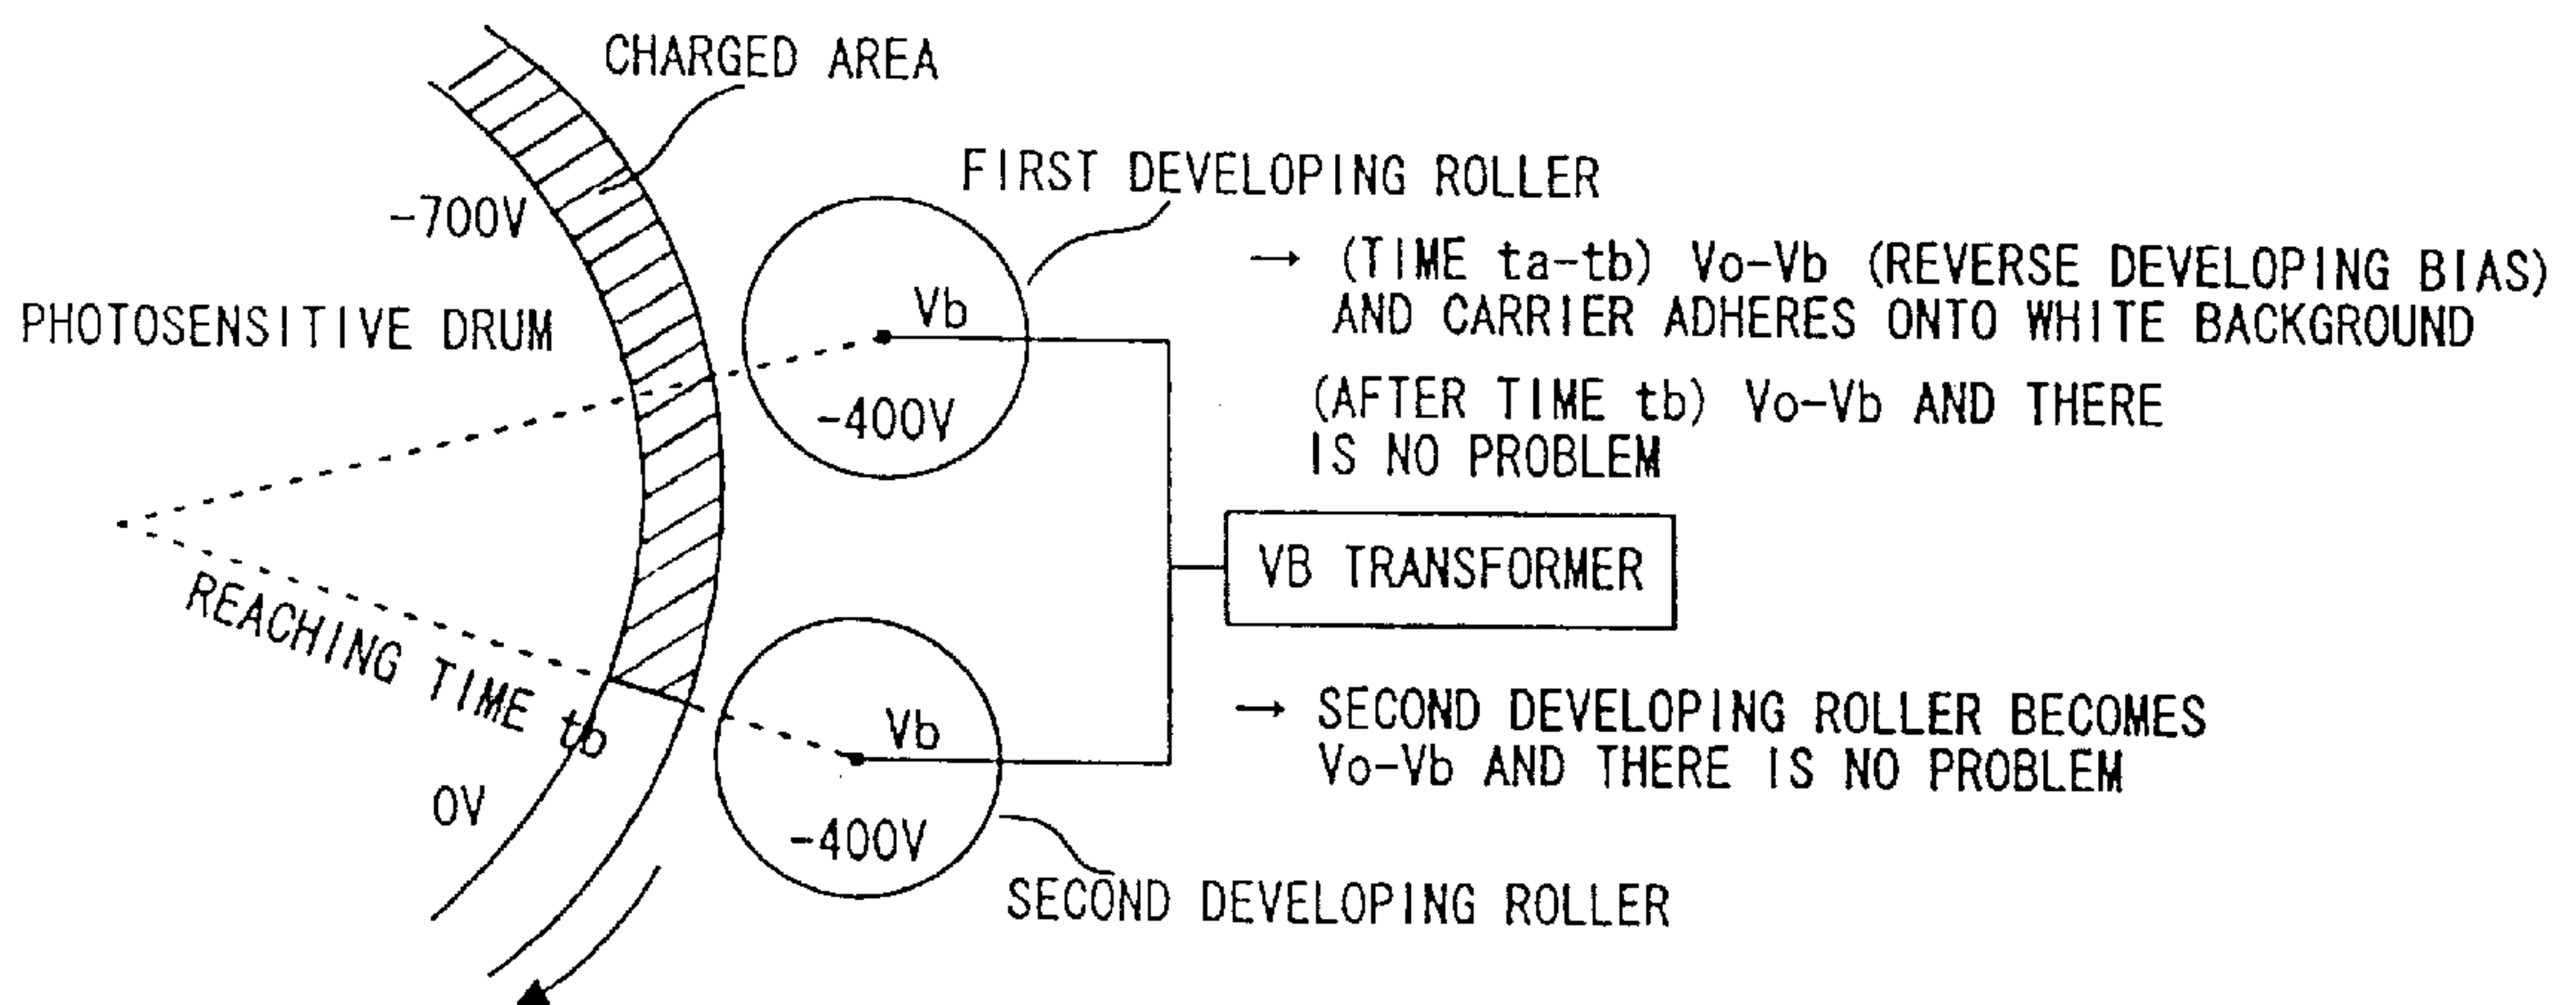 CHARGED AREA
FIRST DEVELOPING ROLLER
-700V
→ (TIME ta-tb) Vo-Vb (REVERSE DEVELOPING BIAS)
AND CARRIER ADHERES ONTO WHITE BACKGROUND
Vb
PHOTOSENSITIVE DRUM
-400V
(AFTER TIME tb) Vo-Vb AND THERE
IS NO PROBLEM
VB TRANSFORMER
REACHING TIME tb
Vb
→ SECOND DEVELOPING ROLLER BECOMES
Vo-Vb AND THERE IS NO PROBLEM
0V
-400V
SECOND DEVELOPING ROLLER